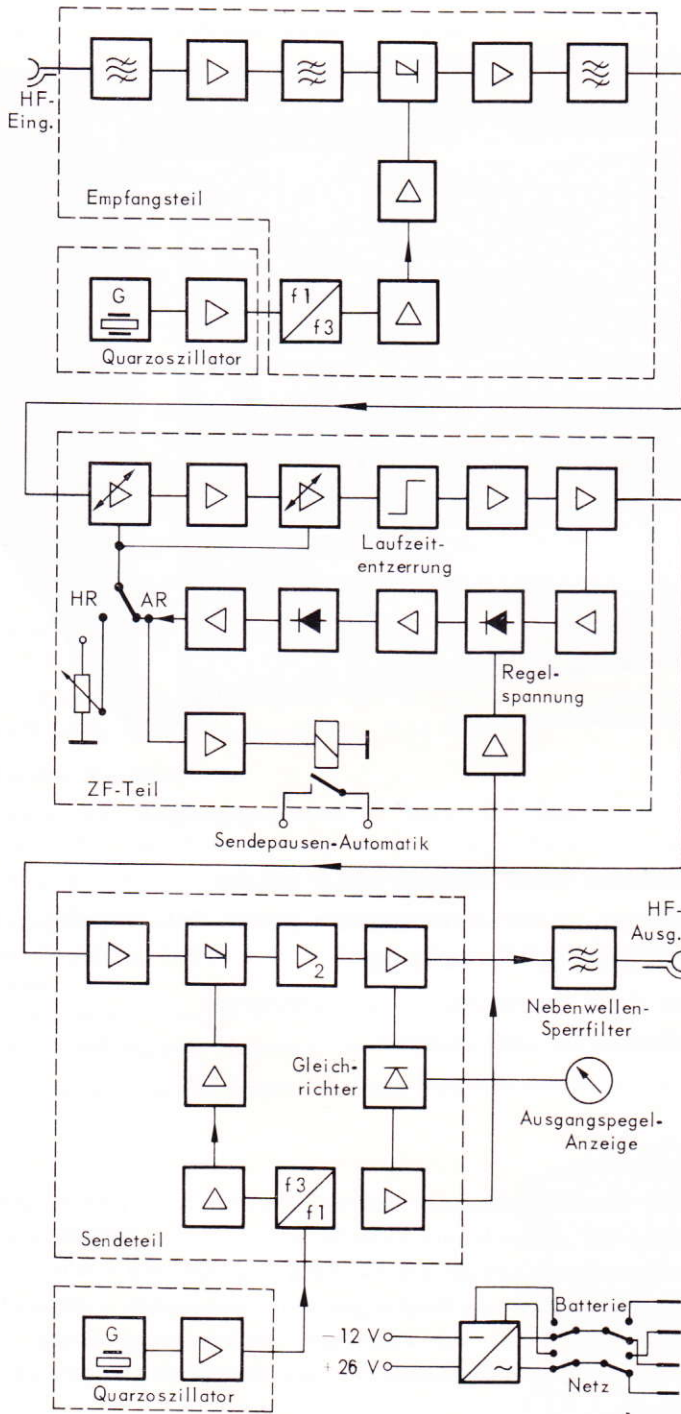 HF-
Eing.
Empfangsteil
G
f1
f3
Quarzoszillator
Laufzeit-
entzerrung
HR
AR
Regel-
spannung
ZF-Teil
Sendepausen-Automatik
HF-
Ausg.
2
Nebenwellen-
Sperrfilter
Gleich-
richter
Ausgangspegel-
Anzeige
f3
f1
Sendeteil
G
Quarzoszillator
Batterie
-12 V
+26 V
Netz